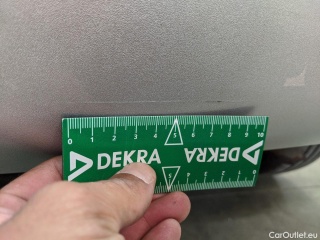 0 1 2 3 4 5 6 7 8 9 10
DEKRA DEKRA
CarOutlet.eu